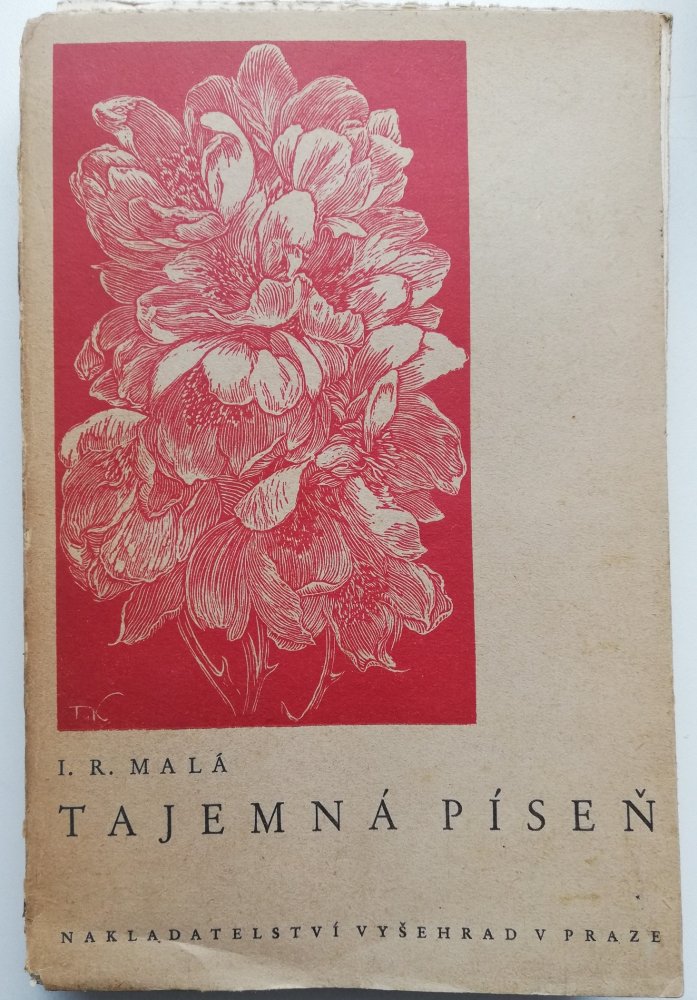 T.K
I. R. MALÁ
TAJEMNÁ PÍSEŇ
NAKLADATELSTVÍ VYŠEHRAD V PRAZE